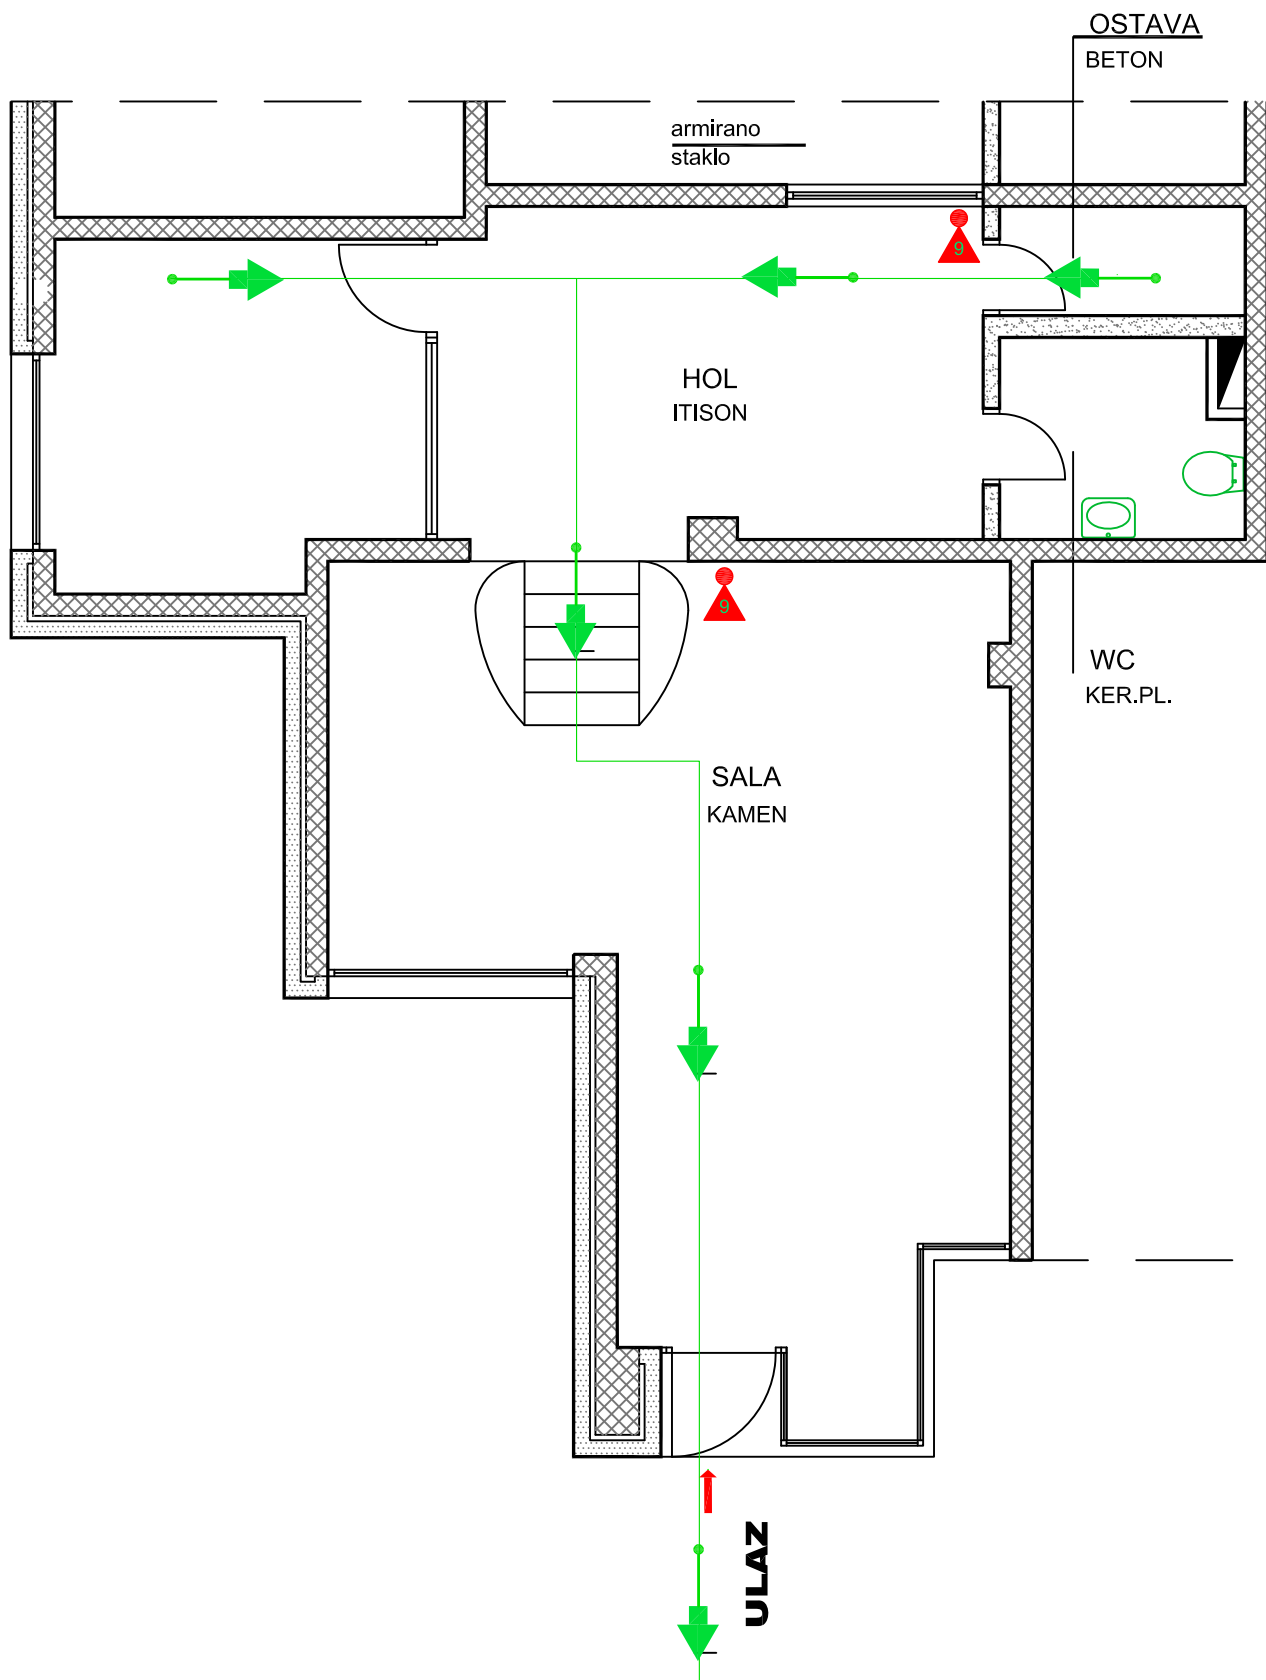 OSTAVA
BETON
armirano
staklo
9
HOL
ITISON
9
WC
KER.PL.
SALA
KAMEN
ULAZ